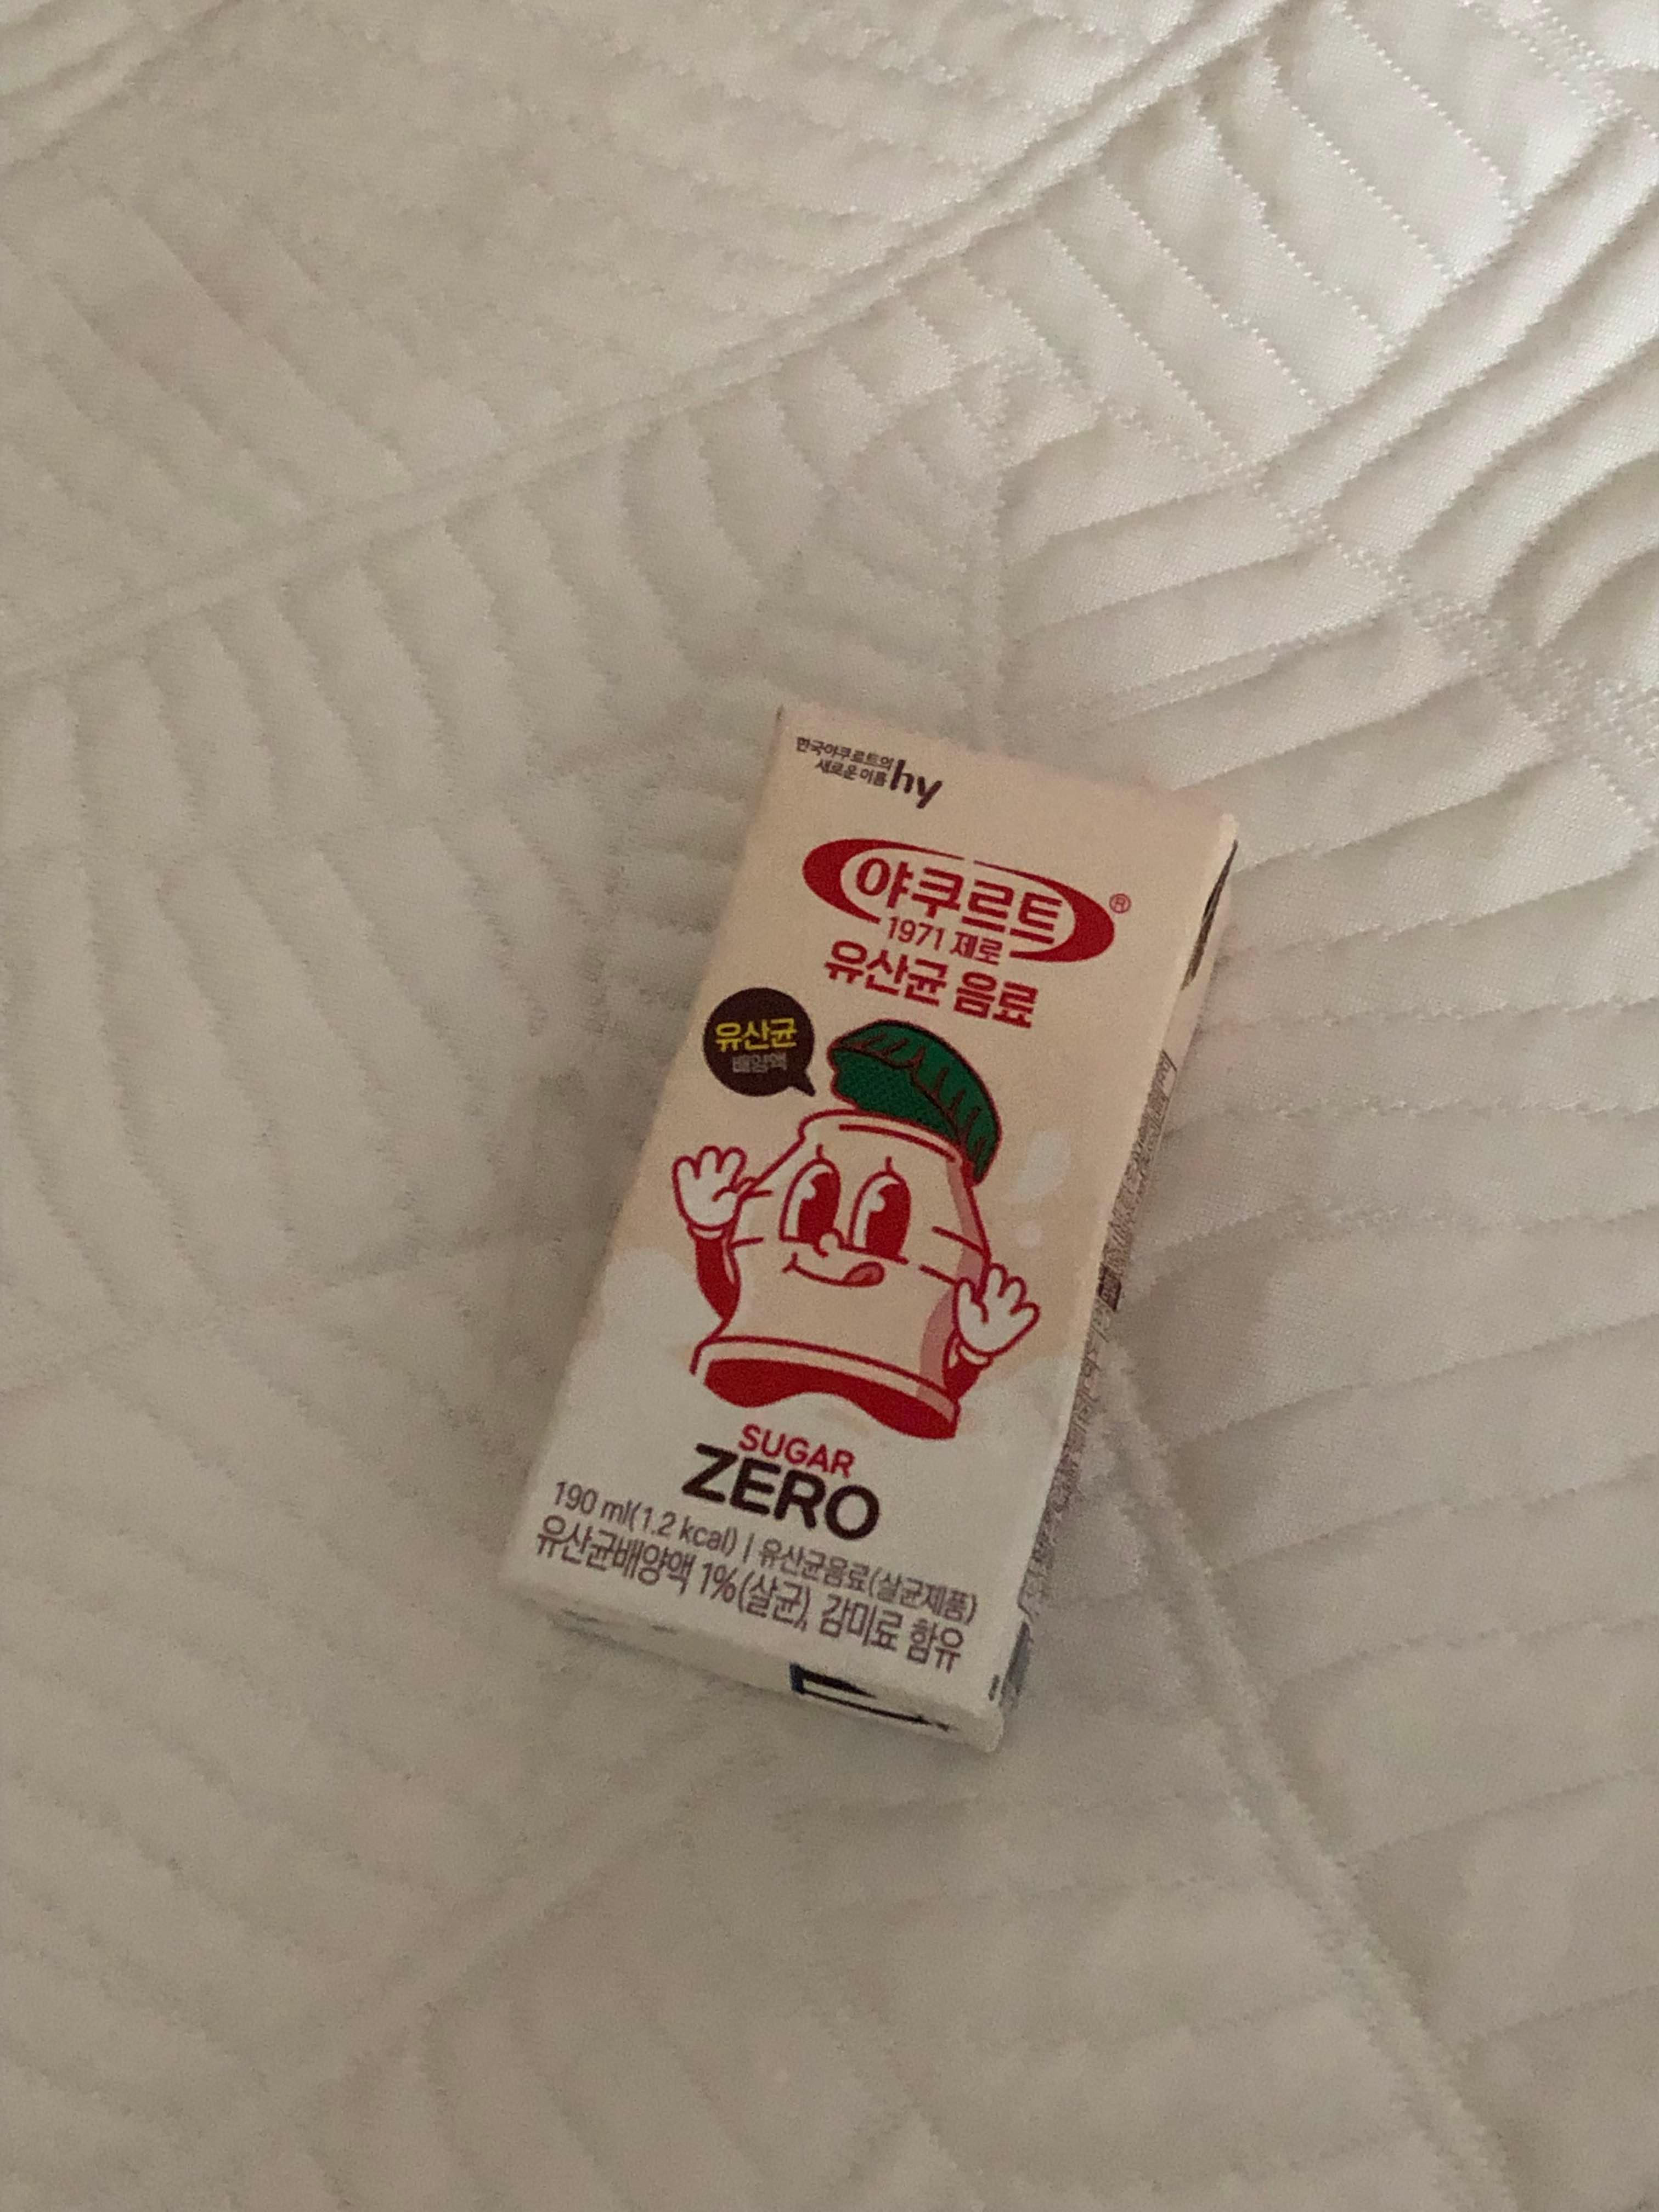 한국야쿠르트의
새로운 이름 hy
야쿠르트®
1971 제로
유산균 음료
유산균
배양액
SUGAR
ZERO
190 ml(1.2 kcal) | 유산균음료(살균제품)
유산균배양액 1%(살균), 감미료 함유